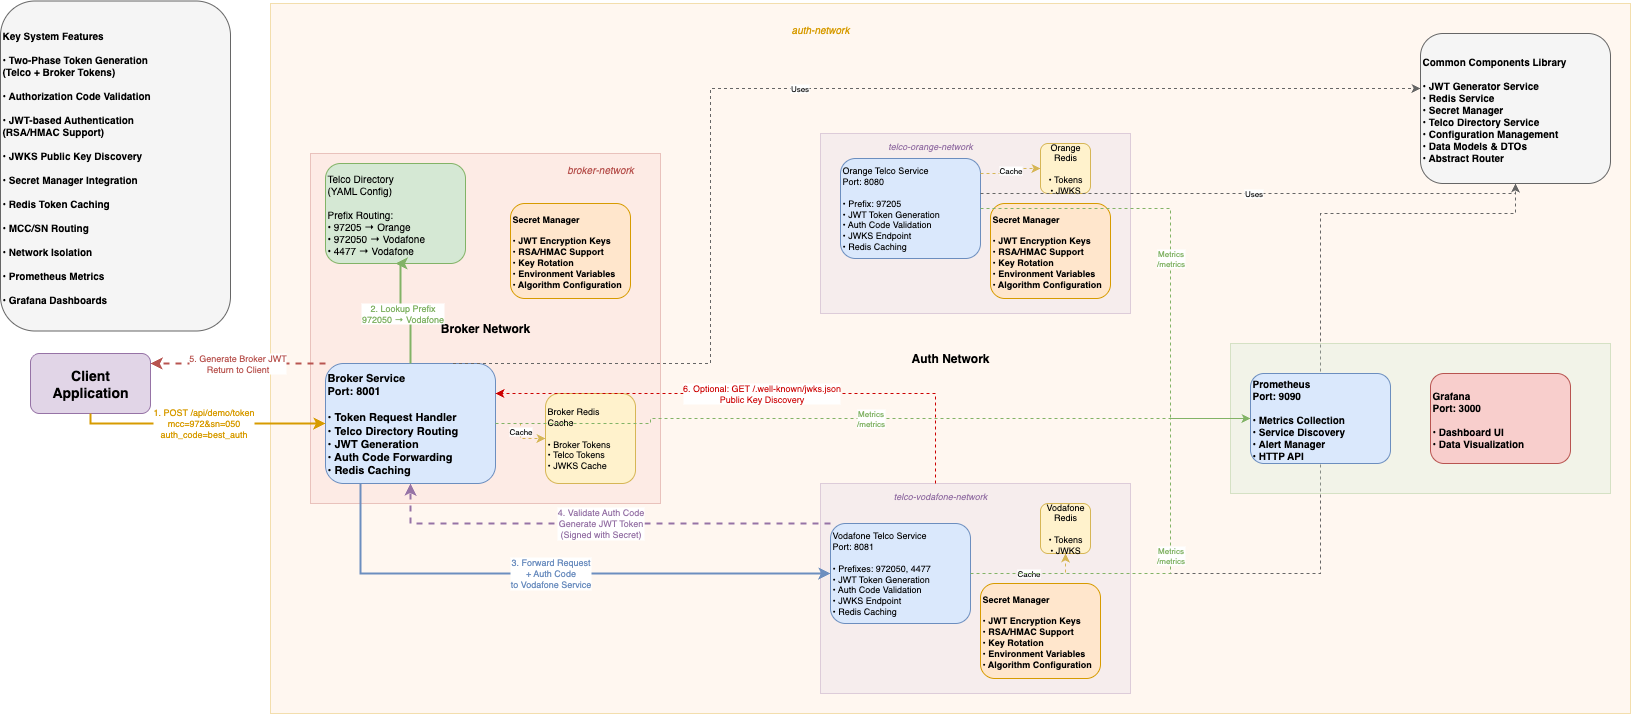 Key System Features
• Two-Phase Token Generation
(Telco + Broker Tokens)
• Authorization Code Validation
• JWT-based Authentication
(RSA/HMAC Support)
• JWKS Public Key Discovery
• Secret Manager Integration
• Redis Token Caching
• MCC/SN Routing
• Network Isolation
• Prometheus Metrics
• Grafana Dashboards
auth-network
Common Components Library
• JWT Generator Service
• Redis Service
• Secret Manager
• Telco Directory Service
• Configuration Management
• Data Models & DTOs
• Abstract Router
Uses
broker-network
Telco Directory
(YAML Config)
Prefix Routing:
• 97205 → Orange
• 972050 → Vodafone
• 4477 → Vodafone
Secret Manager
• JWT Encryption Keys
• RSA/HMAC Support
• Key Rotation
• Environment Variables
• Algorithm Configuration
2. Lookup Prefix
972050 → Vodafone
Broker Network
telco-orange-network
Orange Telco Service
Port: 8080
• Prefix: 97205
• JWT Token Generation
• Auth Code Validation
• JWKS Endpoint
• Redis Caching
Cache
Orange
Redis
• Tokens
• JWKS
Secret Manager
• JWT Encryption Keys
• RSA/HMAC Support
• Key Rotation
• Environment Variables
• Algorithm Configuration
Uses
Metrics
/metrics
Auth Network
Client
Application
5. Generate Broker JWT
Return to Client
1. POST /api/demo/token
mcc=972&sn=050
auth_code=best_auth
Broker Service
Port: 8001
• Token Request Handler
• Telco Directory Routing
• JWT Generation
• Auth Code Forwarding
• Redis Caching
Cache
Broker Redis
Cache
• Broker Tokens
• Telco Tokens
• JWKS Cache
6. Optional: GET /.well-known/jwks.json
Public Key Discovery
Metrics
/metrics
Prometheus
Port: 9090
• Metrics Collection
• Service Discovery
• Alert Manager
• HTTP API
Grafana
Port: 3000
• Dashboard UI
• Data Visualization
4. Validate Auth Code
Generate JWT Token
(Signed with Secret)
3. Forward Request
+ Auth Code
to Vodafone Service
telco-vodafone-network
Vodafone Telco Service
Port: 8081
• Prefixes: 972050, 4477
• JWT Token Generation
• Auth Code Validation
• JWKS Endpoint
• Redis Caching
Cache
Vodafone
Redis
• Tokens
• JWKS
Metrics
/metrics
Secret Manager
• JWT Encryption Keys
• RSA/HMAC Support
• Key Rotation
• Environment Variables
• Algorithm Configuration